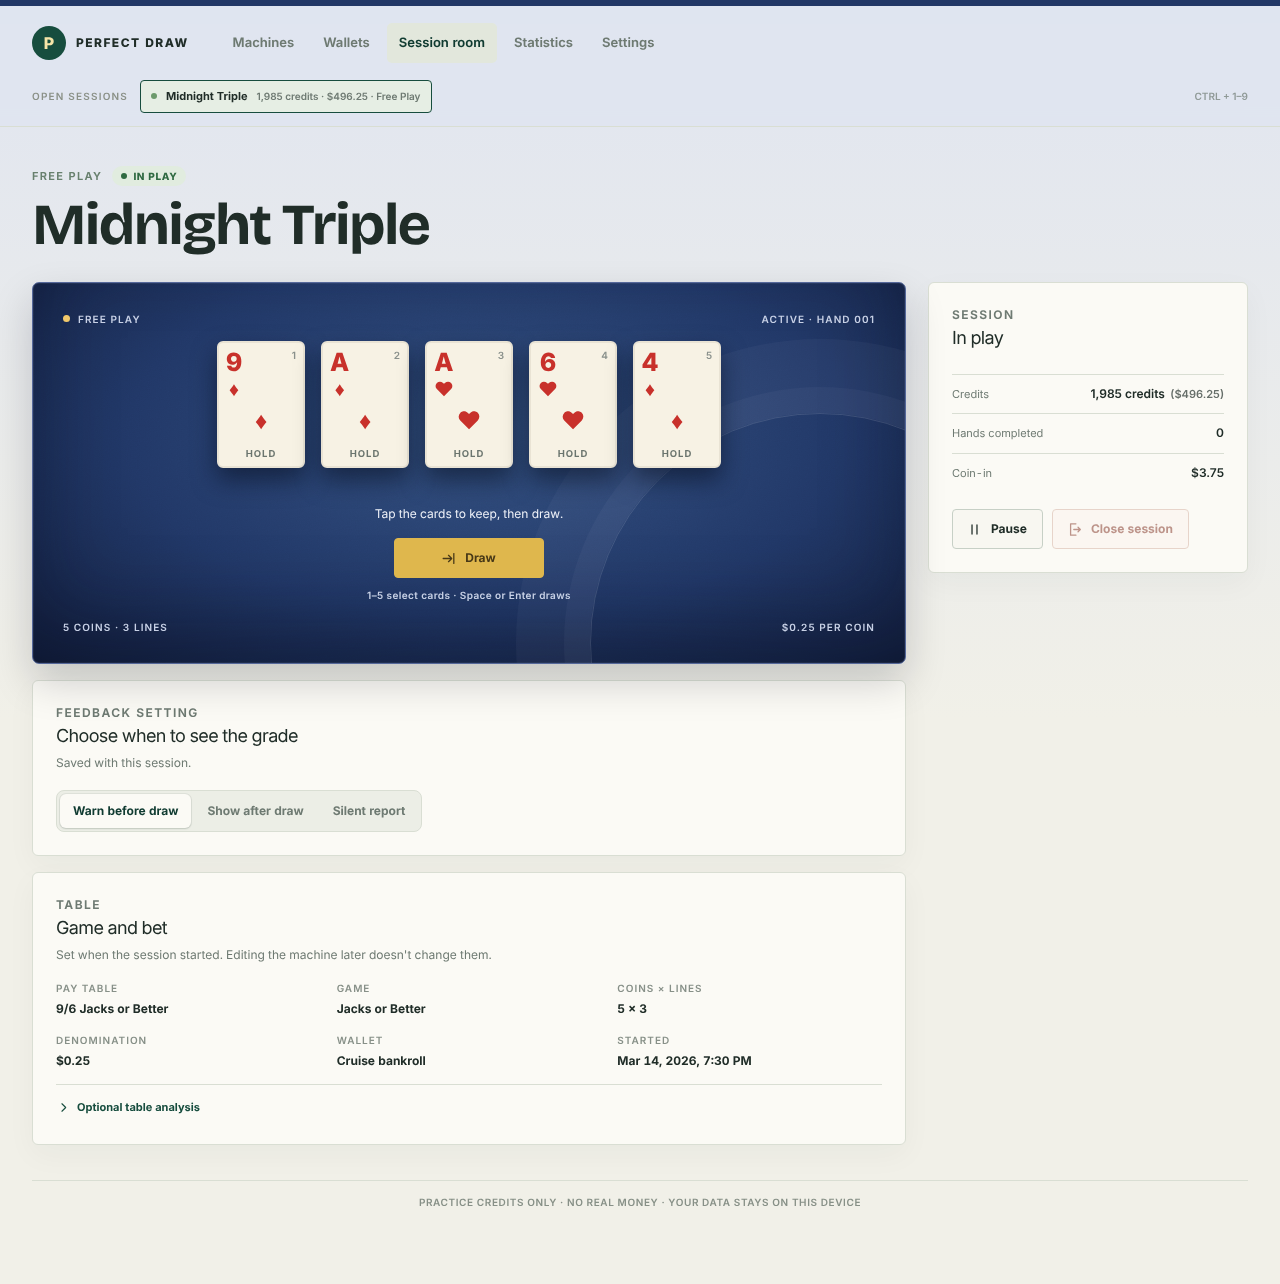 P PERFECT DRAW Machines Wallets Session room Statistics Settings
OPEN SESSIONS Midnight Triple 1,985 credits · $496.25 · Free Play CTRL + 1–9
FREE PLAY IN PLAY
Midnight Triple
FREE PLAY ACTIVE · HAND 001
9 1 A 2 A 3 6 4 4 5
HOLD HOLD HOLD HOLD HOLD
Tap the cards to keep, then draw.
Draw
1–5 select cards · Space or Enter draws
5 COINS · 3 LINES $0.25 PER COIN
SESSION
In play
Credits 1,985 credits ($496.25)
Hands completed 0
Coin-in $3.75
Pause Close session
FEEDBACK SETTING
Choose when to see the grade
Saved with this session.
Warn before draw Show after draw Silent report
TABLE
Game and bet
Set when the session started. Editing the machine later doesn't change them.
PAY TABLE GAME COINS × LINES
9/6 Jacks or Better Jacks or Better 5 × 3
DENOMINATION WALLET STARTED
$0.25 Cruise bankroll Mar 14, 2026, 7:30 PM
Optional table analysis
PRACTICE CREDITS ONLY · NO REAL MONEY · YOUR DATA STAYS ON THIS DEVICE